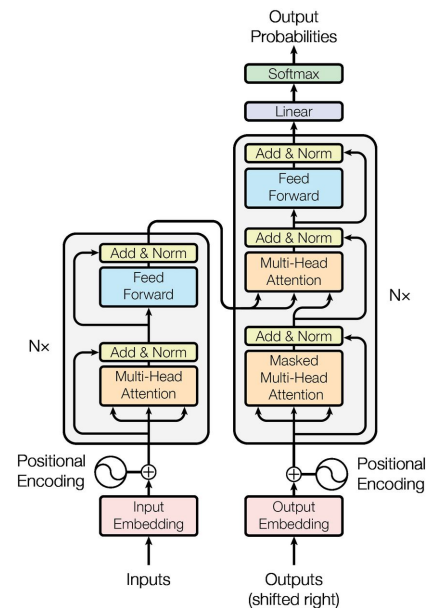 Output
Probabilities
Softmax
Linear
Add & Norm
Feed
Forward
Add & Norm
Multi-Head
Attention
Add & Norm
Masked
Multi-Head
Attention
N×
Add & Norm
Feed
Forward
Add & Norm
Multi-Head
Attention
N×
Positional
Encoding
Input
Embedding
Inputs
Positional
Encoding
Output
Embedding
Outputs
(shifted right)